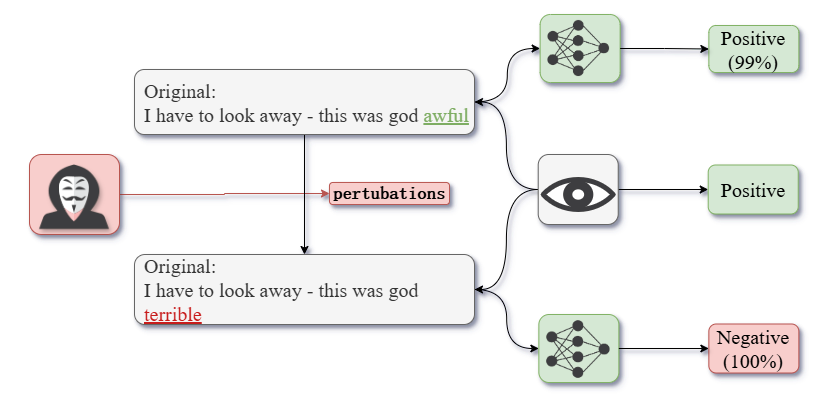 Positive
(99%)
Original:
I have to look away - this was god awful
pertubations
Positive
Original:
I have to look away - this was god
terrible
Negative
(100%)